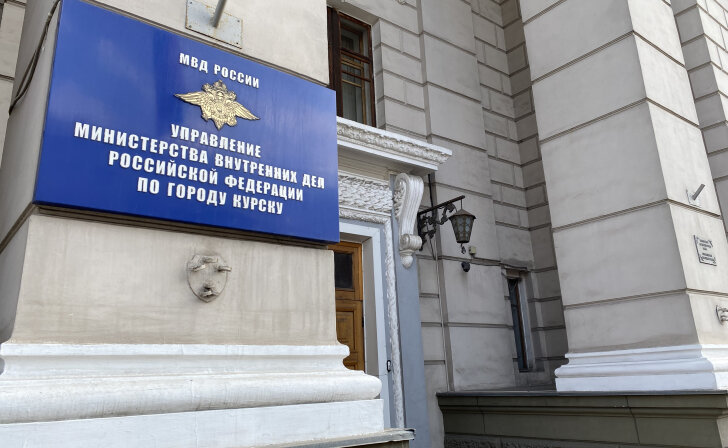 МВД РОССИИ
УПРАВЛЕНИЕ
МИНИСТЕРСТВА ВНУТРЕННИХ ДЕЛ
РОССИЙСКОЙ ФЕДЕРАЦИИ
ПО ГОРОДУ КУРСКУ